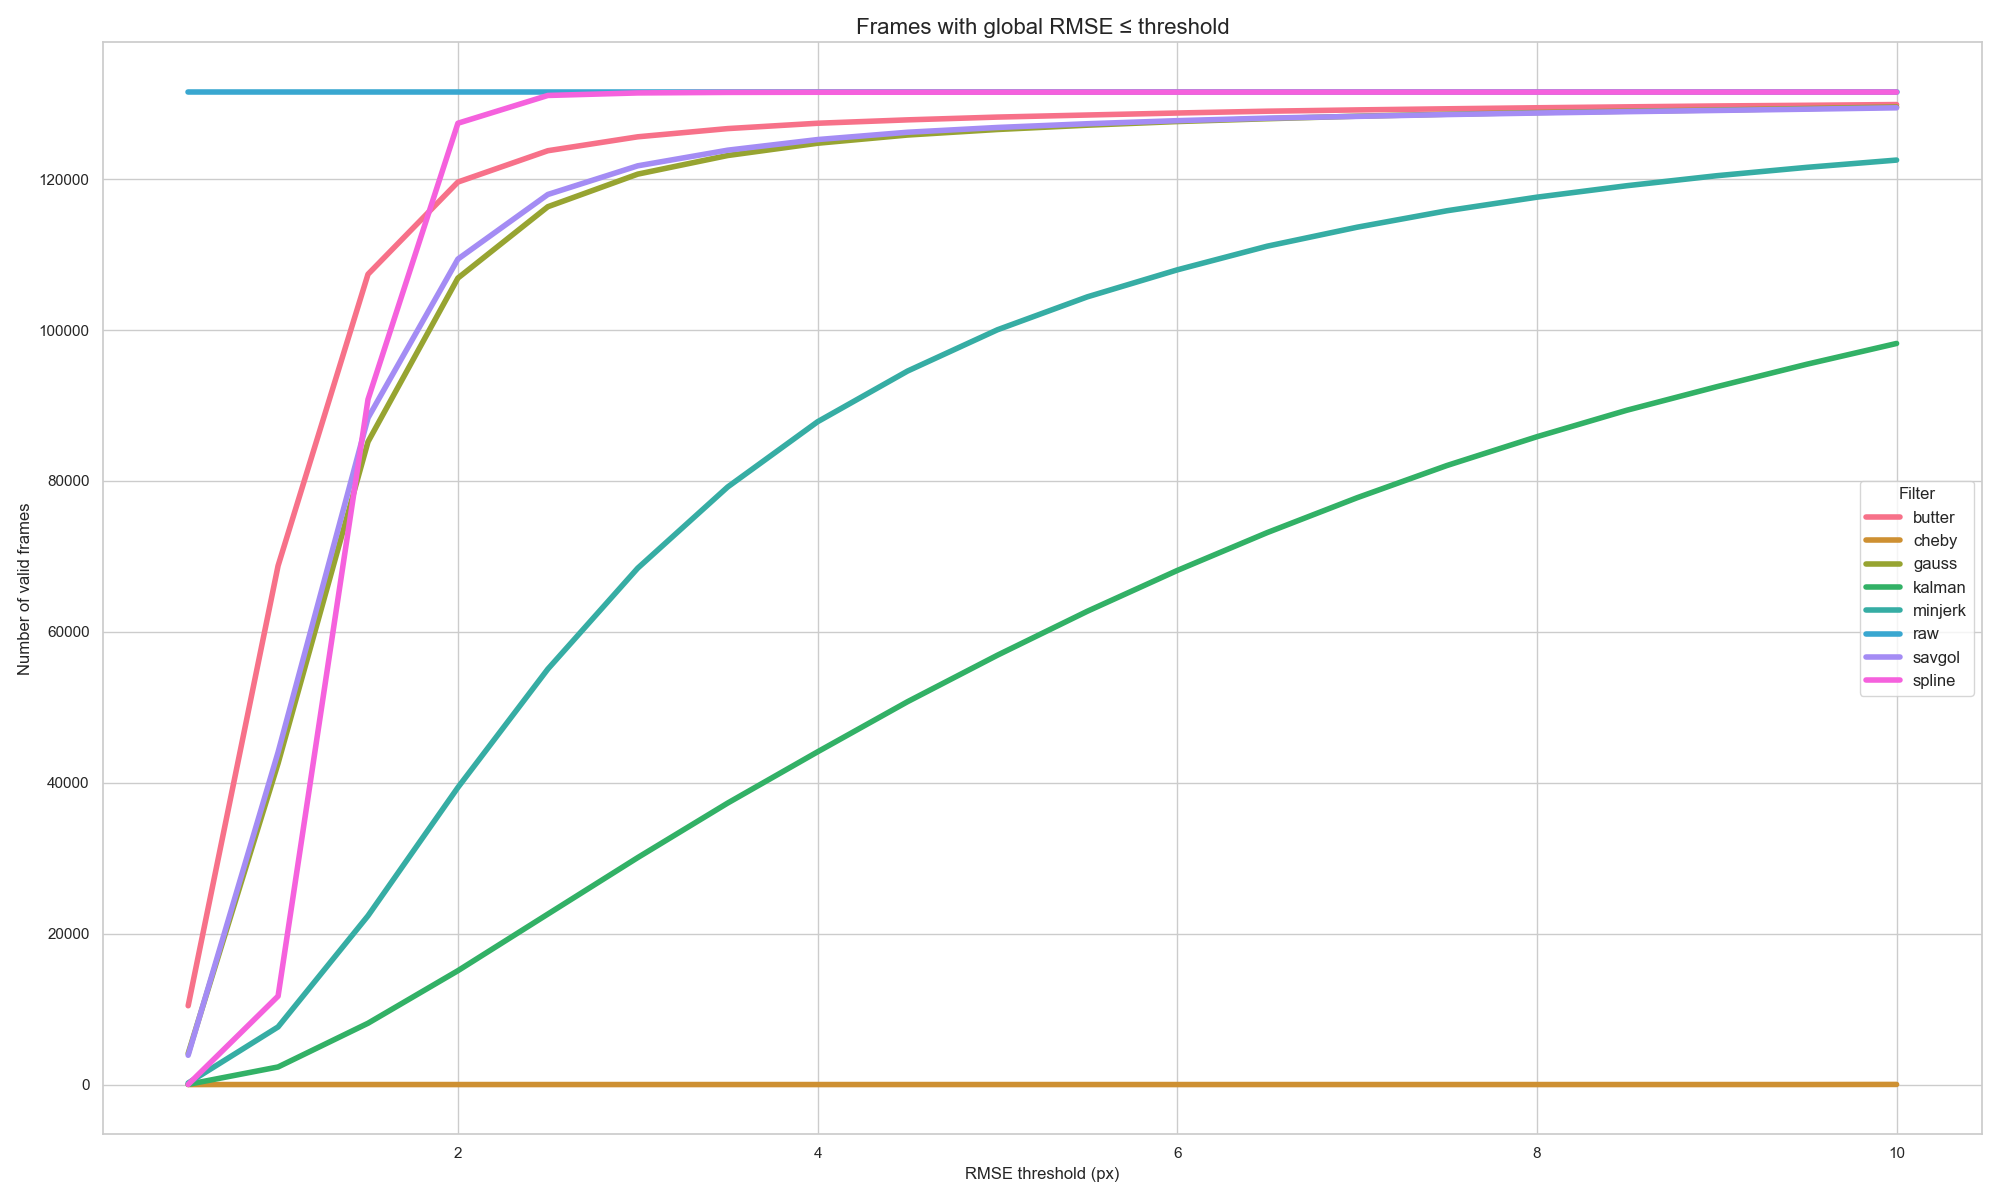 Frames with global RMSE ≤ threshold
Number of valid frames
120000
100000
80000
60000
40000
20000
0
2
4
6
8
10
RMSE threshold (px)
Filter
butter
cheby
gauss
kalman
minjerk
raw
savgol
spline